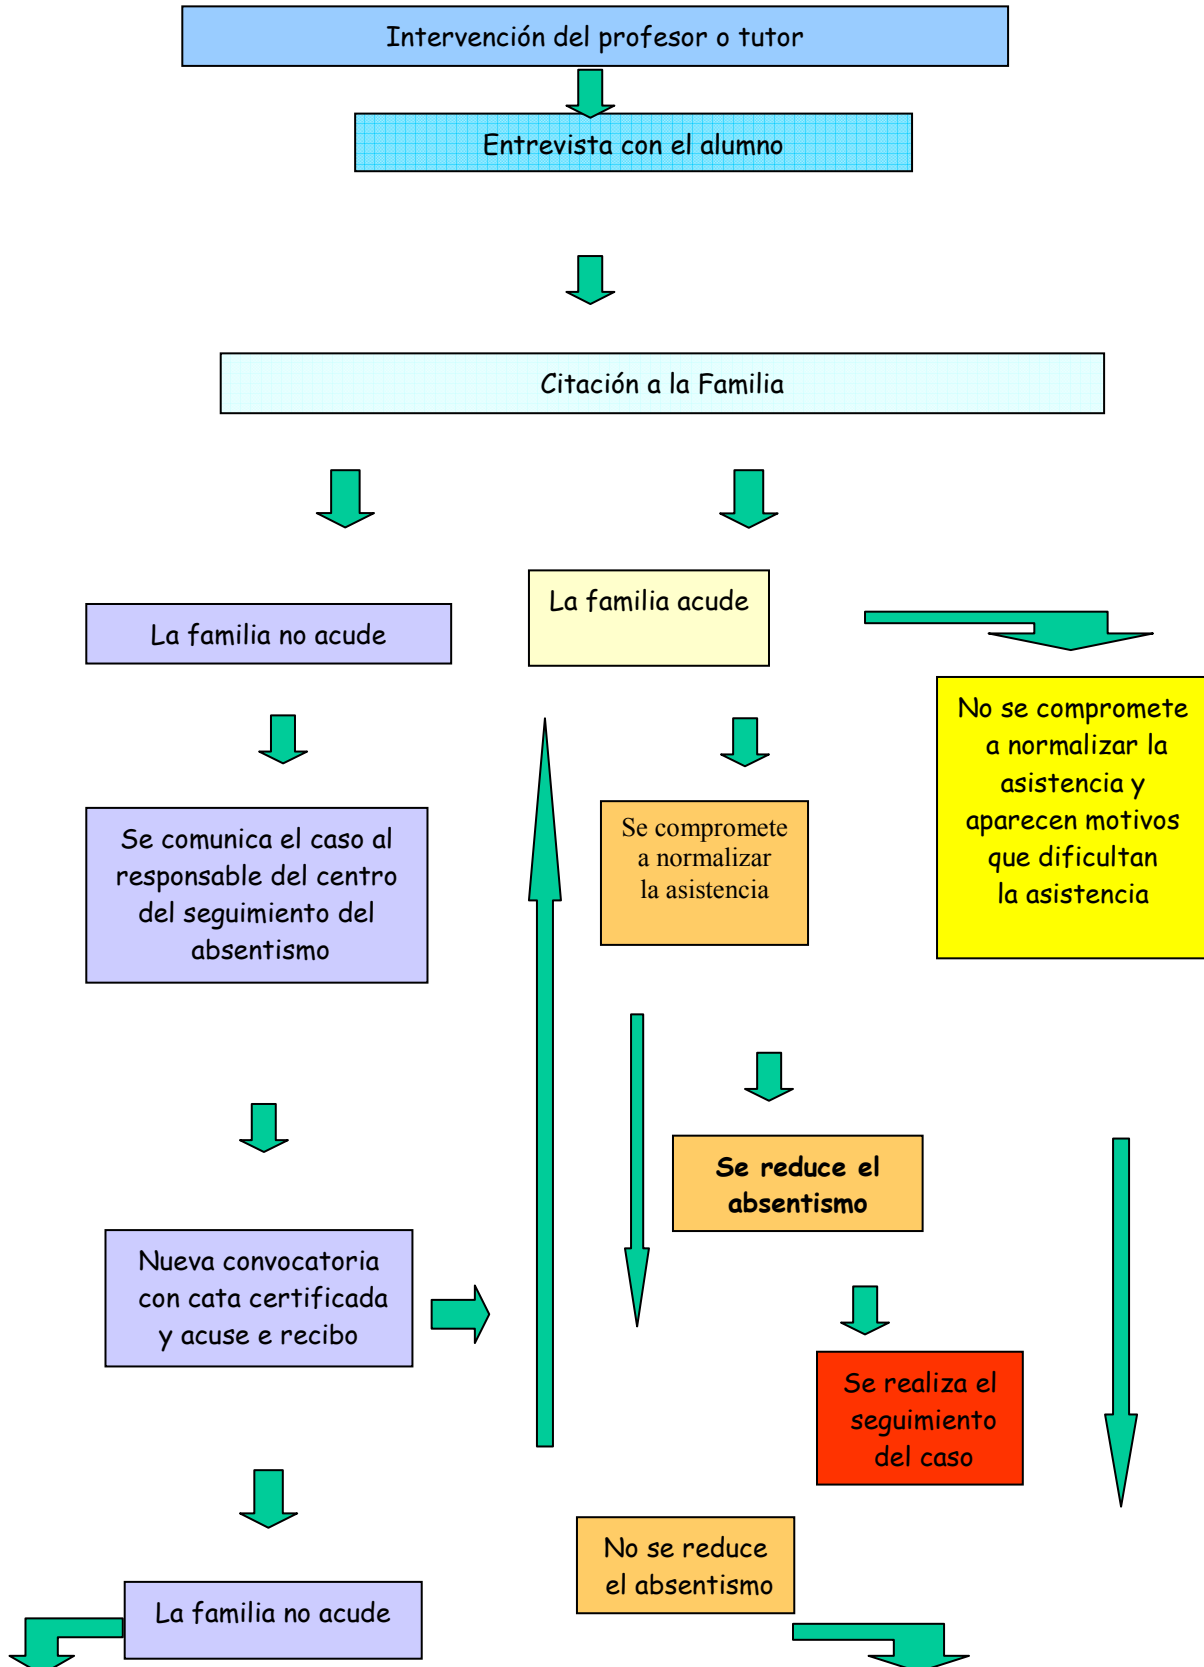 Intervención del profesor o tutor
Entrevista con el alumno
Citación a la Familia
La familia no acude
La familia acude
No se compromete
a normalizar la
asistencia y
aparecen motivos
que dificultan
la asistencia
Se comunica el caso al
responsable del centro
del seguimiento del
absentismo
Se compromete
a normalizar
la asistencia
Se reduce el
absentismo
Nueva convocatoria
con cata certificada
y acuse e recibo
Se realiza el
seguimiento
del caso
No se reduce
el absentismo
La familia no acude